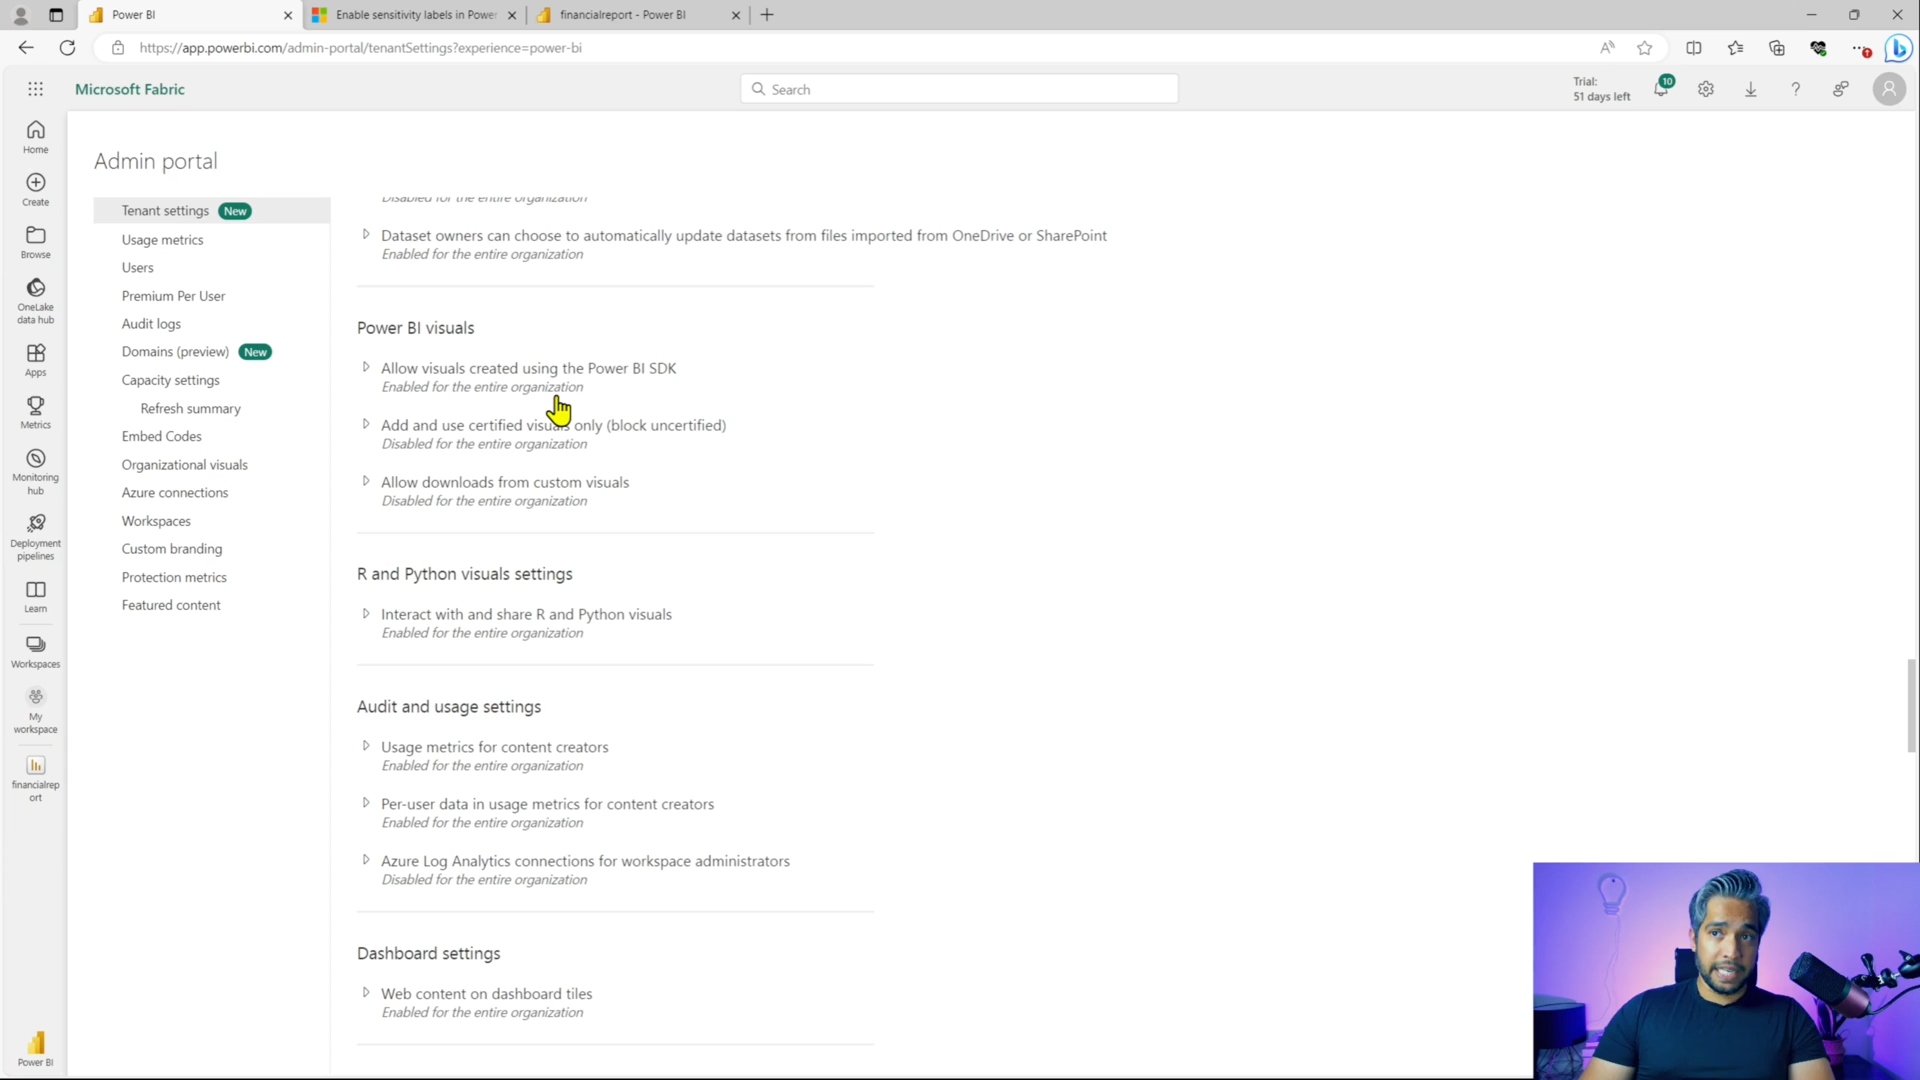 Power BI
Enable sensitivity labels in Power
financialreport - Power BI
https://app.powerbi.com/admin-portal/tenantSettings?experience=power-bi
Microsoft Fabric
Search
Trial:
51 days left
10
Home
Create
Browse
OneLake
data hub
Apps
Metrics
Monitoring
hub
Deployment
pipelines
Learn
Workspaces
My
workspace
financialrep
ort
Power BI
Admin portal
Tenant settings New
Usage metrics
Users
Premium Per User
Audit logs
Domains (preview) New
Capacity settings
Refresh summary
Embed Codes
Organizational visuals
Azure connections
Workspaces
Custom branding
Protection metrics
Featured content
Disabled for the entire organization
Dataset owners can choose to automatically update datasets from files imported from OneDrive or SharePoint
Enabled for the entire organization
Power BI visuals
Allow visuals created using the Power BI SDK
Enabled for the entire organization
Add and use certified visuals only (block uncertified)
Disabled for the entire organization
Allow downloads from custom visuals
Disabled for the entire organization
R and Python visuals settings
Interact with and share R and Python visuals
Enabled for the entire organization
Audit and usage settings
Usage metrics for content creators
Enabled for the entire organization
Per-user data in usage metrics for content creators
Enabled for the entire organization
Azure Log Analytics connections for workspace administrators
Disabled for the entire organization
Dashboard settings
Web content on dashboard tiles
Enabled for the entire organization